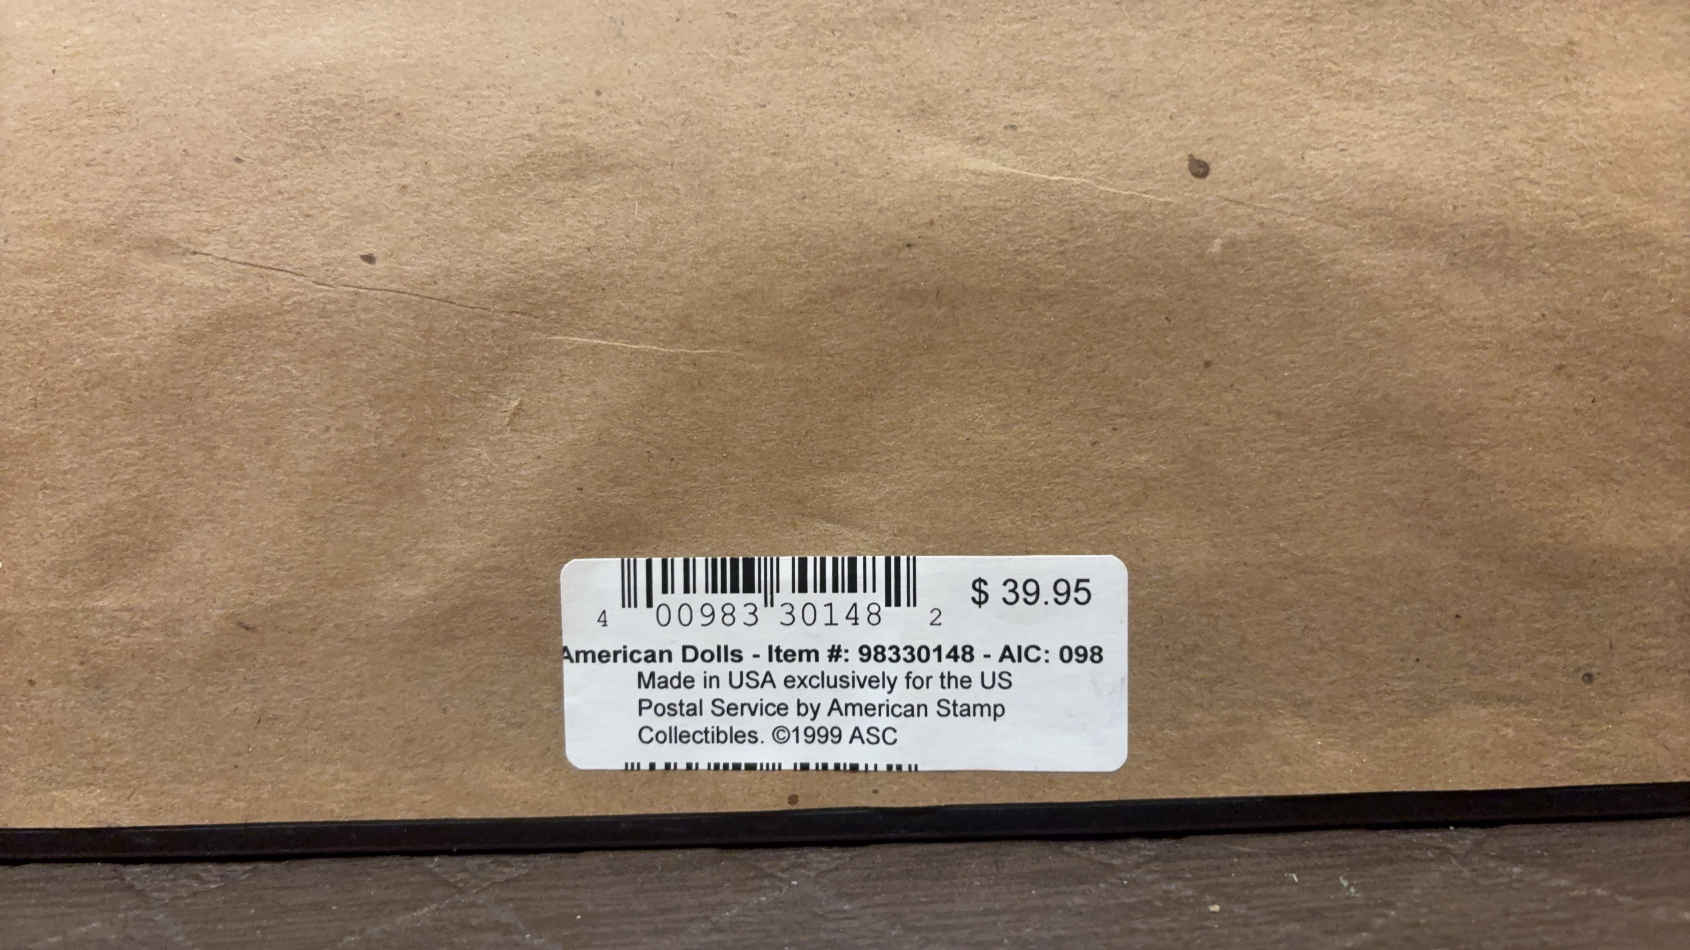 $ 39.95
4 00983 30148 2
American Dolls - Item #: 98330148 - AIC: 098
Made in USA exclusively for the US
Postal Service by American Stamp
Collectibles. ©1999 ASC